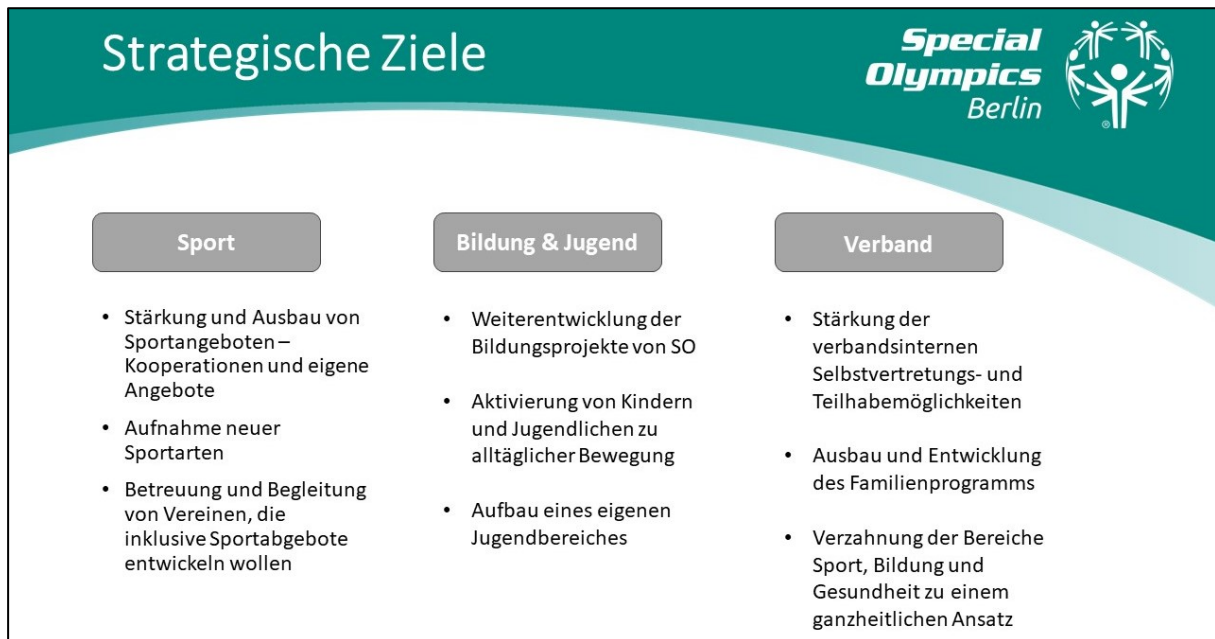 Strategische Ziele
Special
Olympics
Berlin
®
Sport
• Stärkung und Ausbau von
Sportangeboten –
Kooperationen und eigene
Angebote
• Aufnahme neuer
Sportarten
• Betreuung und Begleitung
von Vereinen, die
inklusive Sportabgebote
entwickeln wollen
Bildung & Jugend
• Weiterentwicklung der
Bildungsprojekte von SO
• Aktivierung von Kindern
und Jugendlichen zu
alltäglicher Bewegung
• Aufbau eines eigenen
Jugendbereiches
Verband
• Stärkung der
verbandsinternen
Selbstvertretungs- und
Teilhabemöglichkeiten
• Ausbau und Entwicklung
des Familienprogramms
• Verzahnung der Bereiche
Sport, Bildung und
Gesundheit zu einem
ganzheitlichen Ansatz